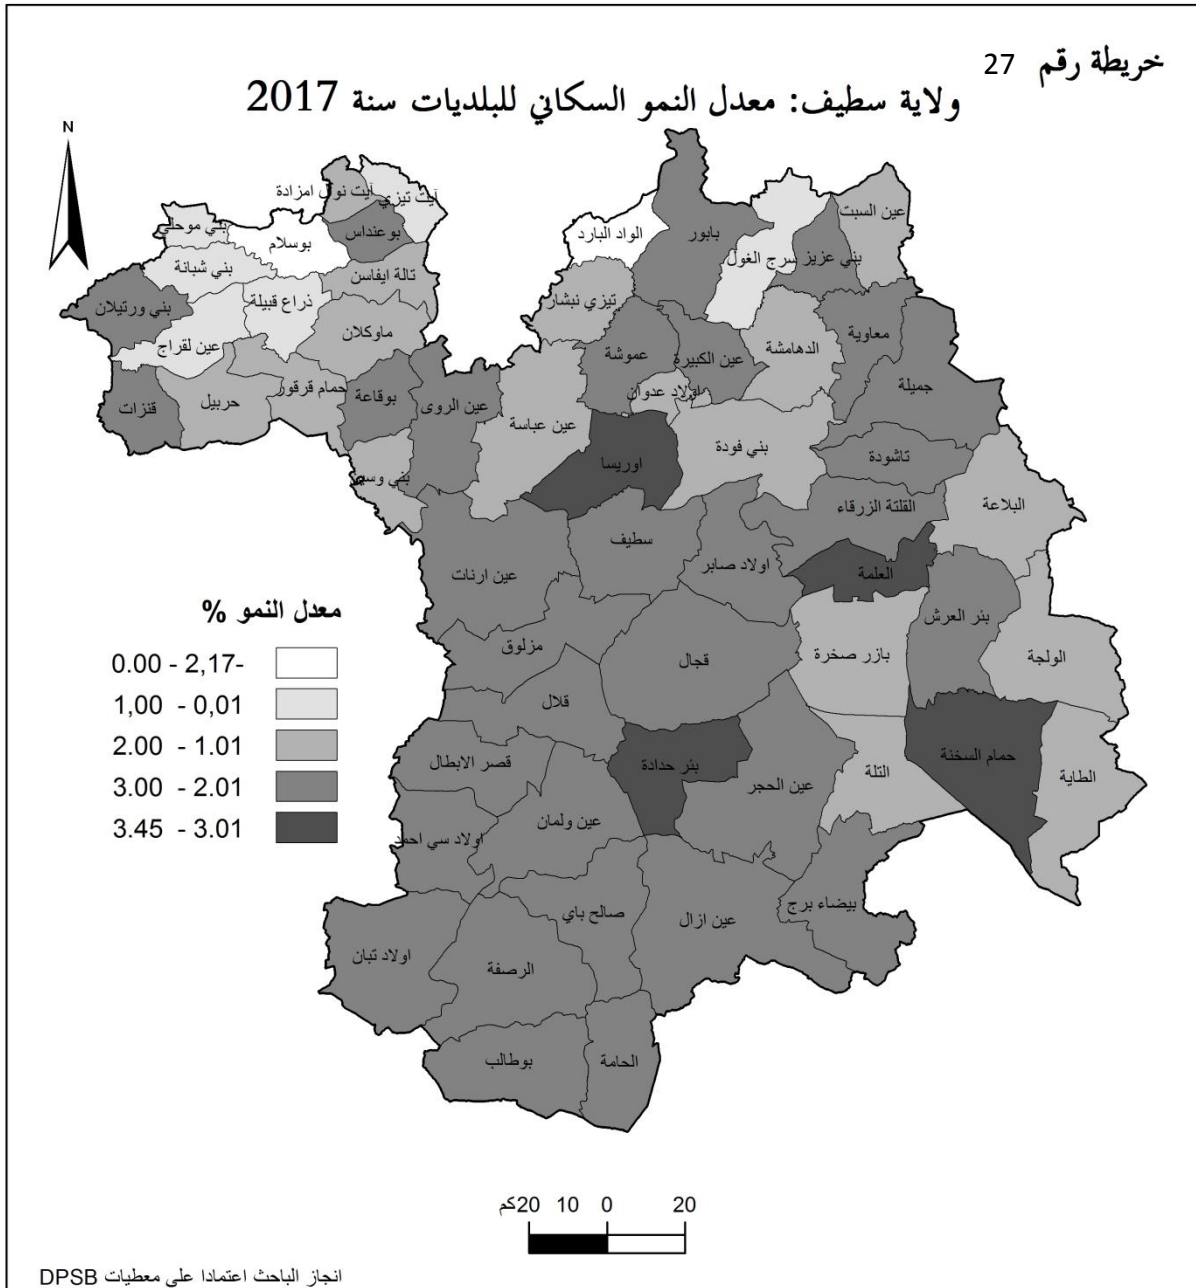 خريطة رقم 27
ولاية سطيف: معدل النمو السكاني للبلديات سنة 2017
N
آيت نوال امزادة
آيت تيزي
بني موحلي
بوسلام
بوعنداس
بني شبانة
تالة ايفاسن
بني ورتيلان
ذراع قبيلة
عين لقراج
ماوكلان
قنزات
حربيل
حمام قرقور
بوقاعة
عين الروى
الواد البارد
بابور
عين السبت
سرج الغول
بني عزيز
تيزي نبشار
عموشة
عين الكبيرة
الدهامشة
معاوية
جميلة
اولاد عدوان
عين عباسة
بني فودة
تاشودة
اوريسا
القلتة الزرقاء
البلاعة
عين ارنات
سطيف
اولاد صابر
العلمة
بئر العرش
الولجة
مزلوق
قجال
بازر صخرة
قلال
قصر الابطال
بئر حدادة
عين الحجر
التلة
حمام السخنة
الطاية
عين ولمان
اولاد سي احمد
صالح باي
عين ازال
بيضاء برج
اولاد تبان
الرصفة
بوطالب
الحامة
معدل النمو %
0.00 - 2,17-
1,00 - 0,01
2.00 - 1.01
3.00 - 2.01
3.45 - 3.01
20 0 10 20كم
انجاز الباحث اعتمادا على معطيات DPSB